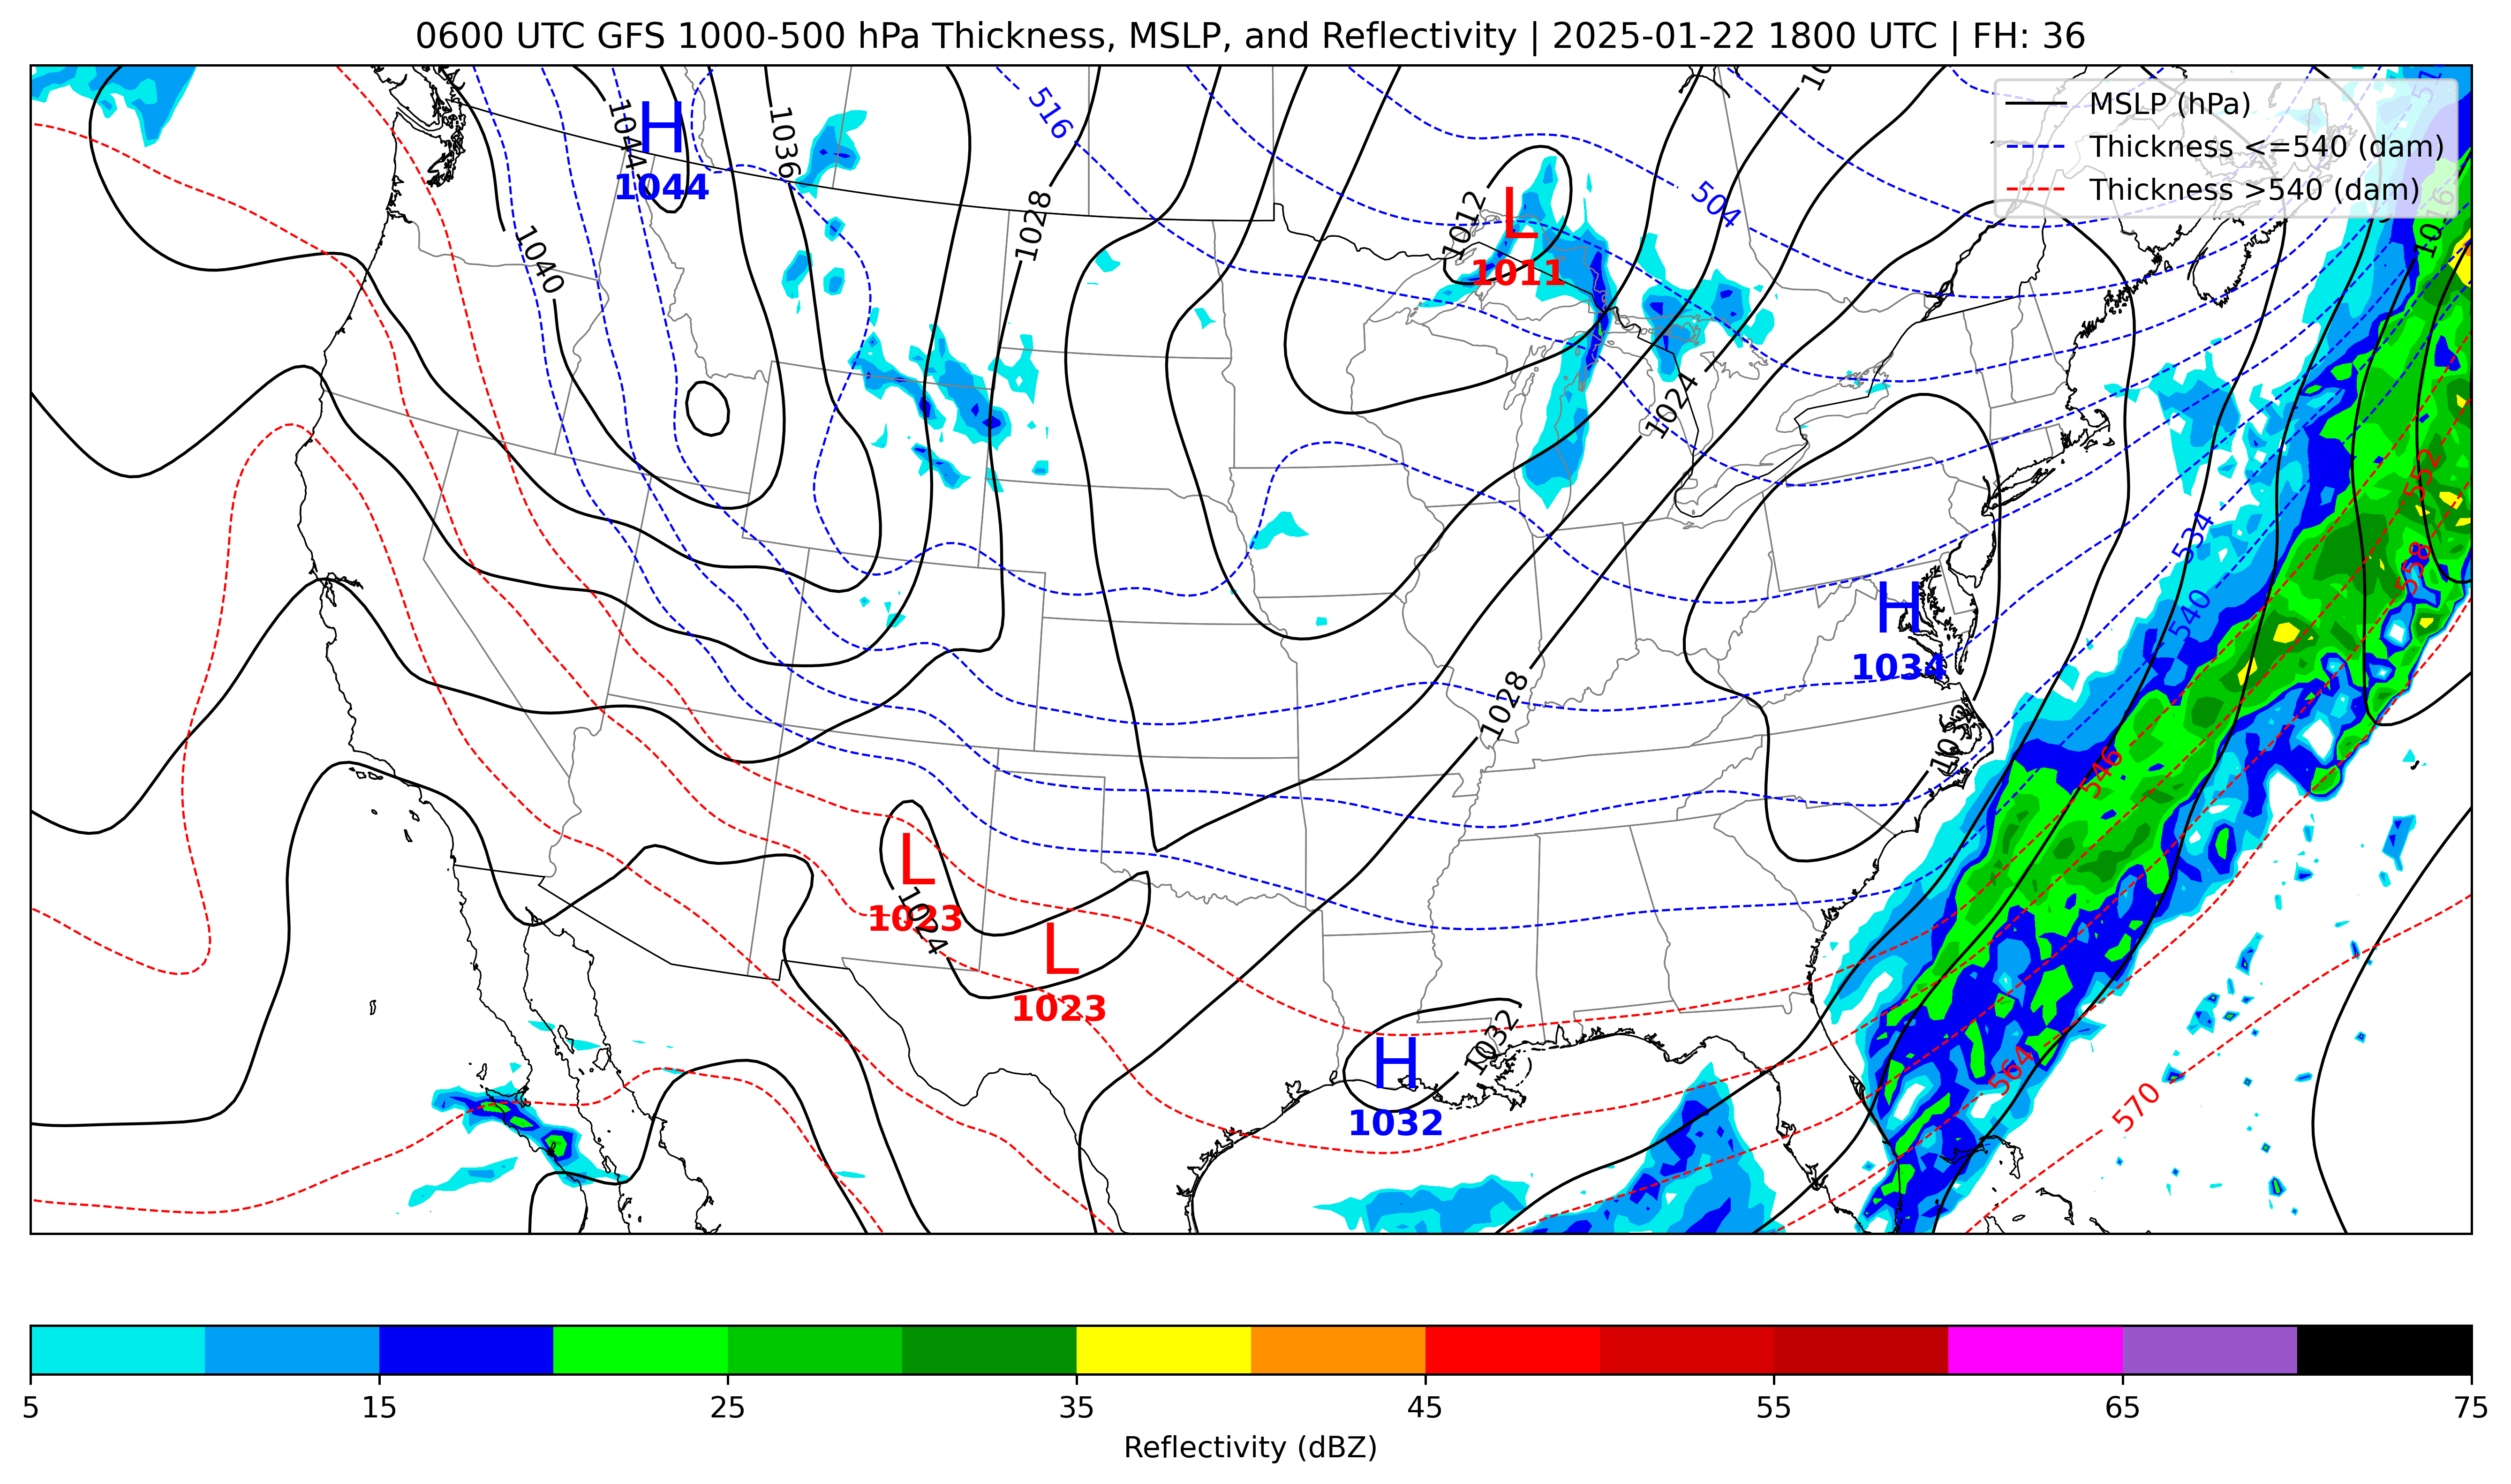 0600 UTC GFS 1000-500 hPa Thickness, MSLP, and Reflectivity | 2025-01-22 1800 UTC | FH: 36
MSLP (hPa)
Thickness <=540 (dam)
Thickness >540 (dam)
H
1044
1044
1036
516
1028
1040
1012
L
1011
504
1016
1024
552
534
558
540
H
1034
1028
1032
546
L
1023
1024
L
1023
H
1032
1032
564
570
5 15 25 35 45 55 65 75
Reflectivity (dBZ)